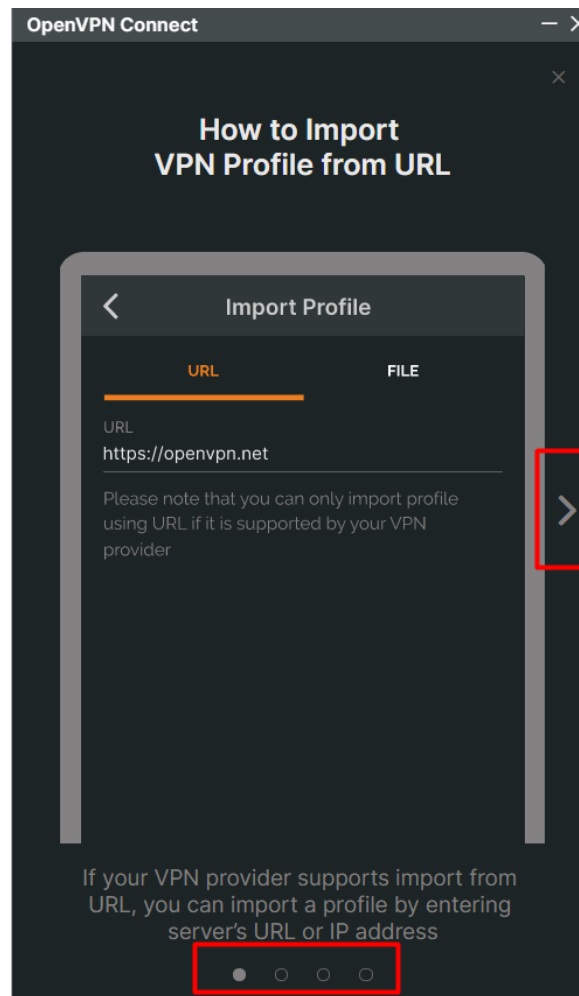 OpenVPN Connect
How to Import
VPN Profile from URL
Import Profile
URL
FILE
URL
https://openvpn.net
Please note that you can only import profile
using URL if it is supported by your VPN
provider
If your VPN provider supports import from
URL, you can import a profile by entering
server's URL or IP address